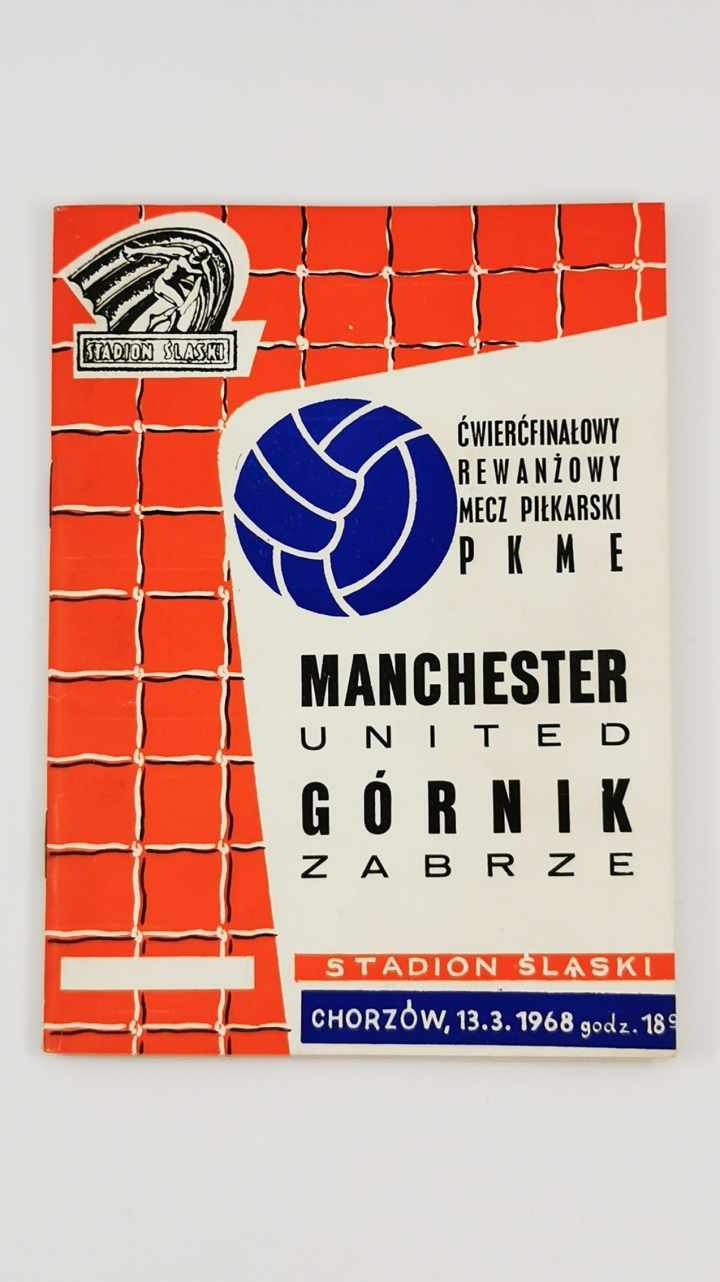 STADION ŚLĄSKI
ĆWIERĆFINAŁOWY
REWANŻOWY
MECZ PIŁKARSKI
PKME
MANCHESTER
UNITED
GÓRNIK
ZABRZE
STADION ŚLĄSKI
CHORZÓW, 13.3.1968 godz. 18